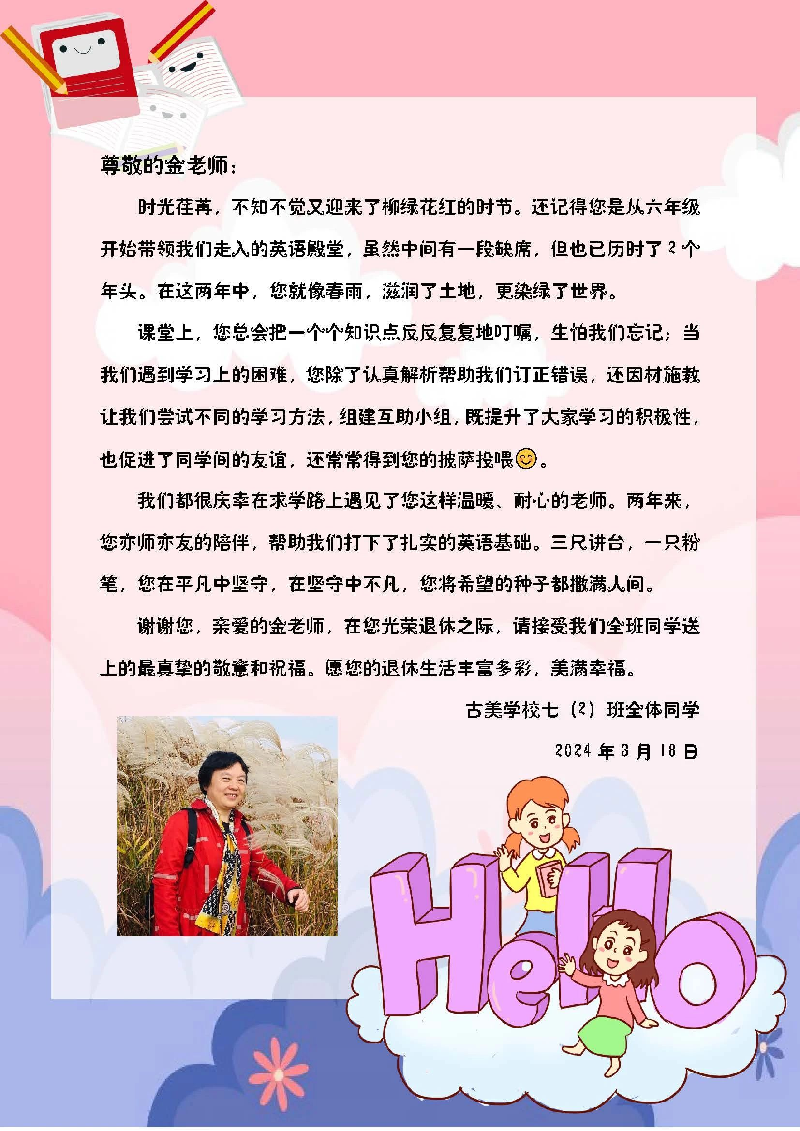 尊敬的金老师：
时光荏苒，不知不觉又迎来了柳绿花红的时节。还记得您是从六年级
开始带领我们走入的英语殿堂，虽然中间有一段缺席，但也已历时了2个
年头。在这两年中，您就像春雨，滋润了土地，更染绿了世界。
课堂上，您总会把一个个知识点反反复复地叮嘱，生怕我们忘记；当
我们遇到学习上的困难，您除了认真解析帮助我们订正错误，还因材施教
让我们尝试不同的学习方法，组建互助小组，既提升了大家学习的积极性，
也促进了同学间的友谊，还常常得到您的披萨投喂😊。
我们都很庆幸在求学路上遇见了您这样温暖、耐心的老师。两年来，
您亦师亦友的陪伴，帮助我们打下了扎实的英语基础。三尺讲台，一只粉
笔，您在平凡中坚守，在坚守中不凡，您将希望的种子都撒满人间。
谢谢您，亲爱的金老师，在您光荣退休之际，请接受我们全班同学送
上的最真挚的敬意和祝福。愿您的退休生活丰富多彩，美满幸福。
古美学校七（2）班全体同学
2024年3月18日
Hello